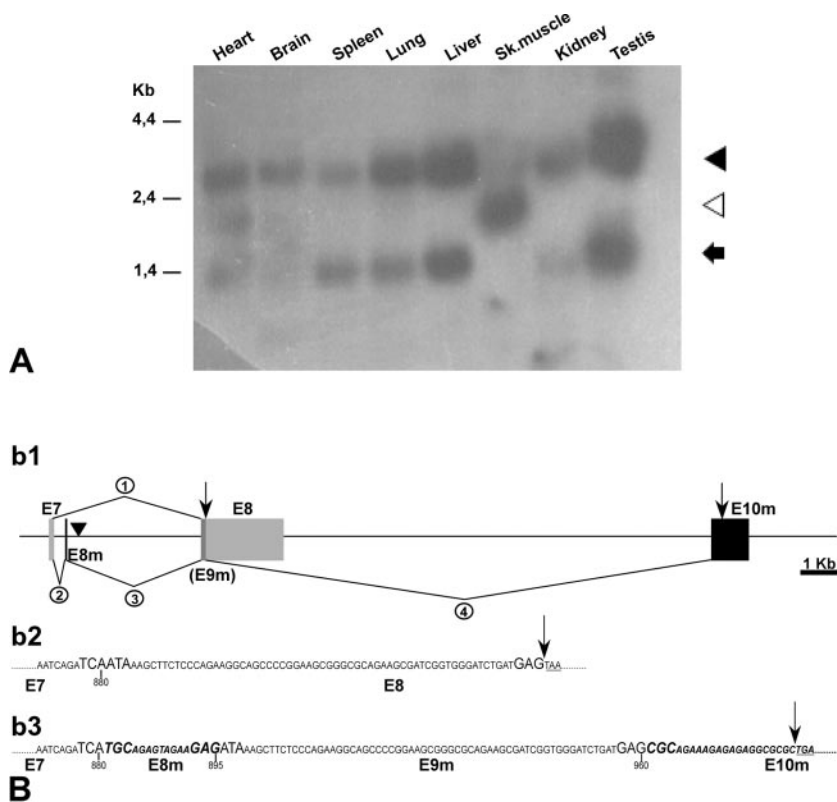 Heart Brain Spleen Lung Liver Sk.muscle Kidney Testis
Kb
4,4
2,4
1,4
A
b1
1
E7 E8 E10m
E8m
(E9m)
1 Kb
2 3
4
b2
........AATCAGATCAATAAAGCTTCTCCCAGAAGGCAGCCCCGGAAGCGGGCGCAGAAGCGATCGGTGGGATCTGATGAGTAA........
E7 880 E8
b3
........AATCAGATCATGCAGAGTAGAAGAGATAAAGCTTCTCCCAGAAGGCAGCCCCGGAAGCGGGCGCAGAAGCGATCGGTGGGATCTGATGAGCGCAGAAAGAGAGAGGCGCGCTGA........
E7 880 E8m 895 E9m 960 E10m
B